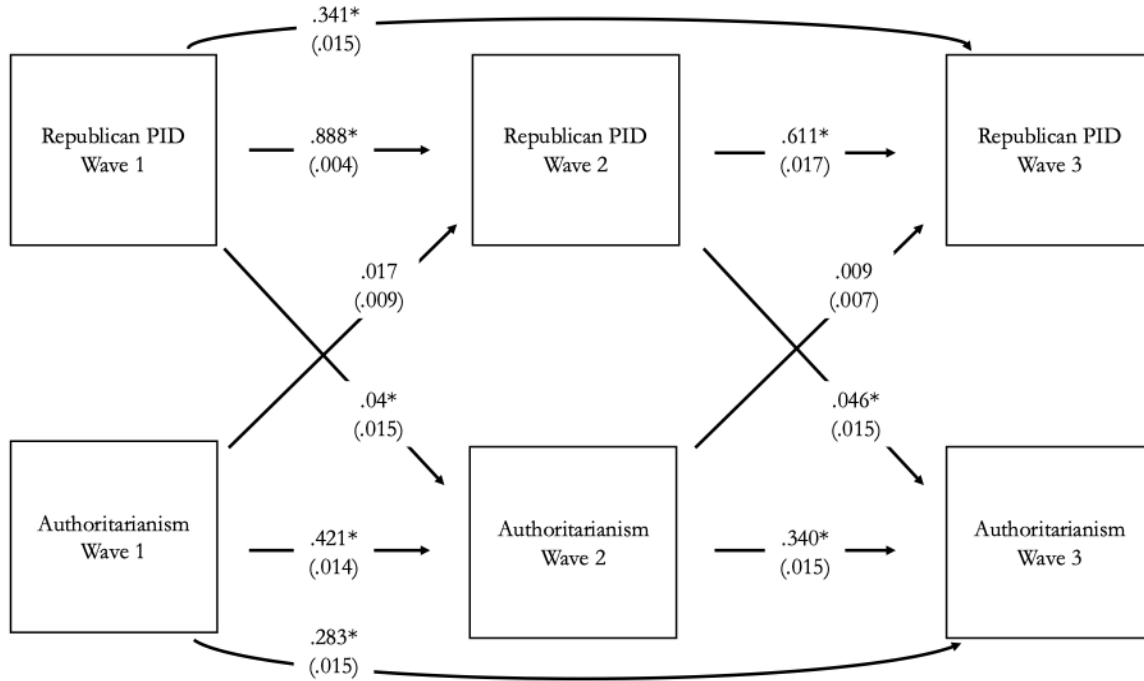 .341*
(.015)
Republican PID
Wave 1
.888*
(.004)
Republican PID
Wave 2
.611*
(.017)
Republican PID
Wave 3
.017
(.009)
.009
(.007)
.04*
(.015)
.046*
(.015)
Authoritarianism
Wave 1
.421*
(.014)
Authoritarianism
Wave 2
.340*
(.015)
Authoritarianism
Wave 3
.283*
(.015)